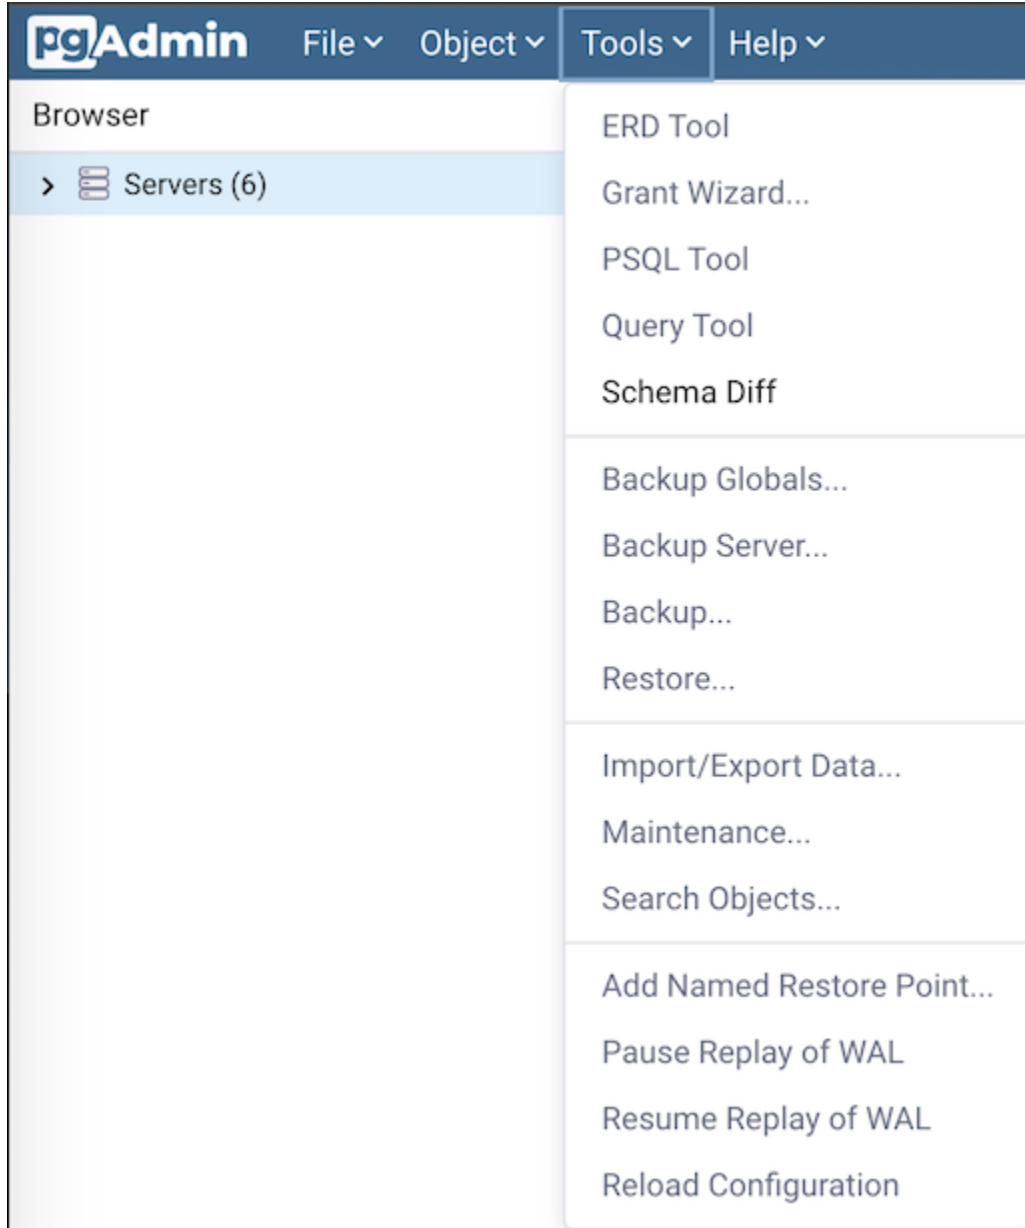 pgAdmin File Object Tools Help
Browser
Servers (6)
ERD Tool
Grant Wizard...
PSQL Tool
Query Tool
Schema Diff
Backup Globals...
Backup Server...
Backup...
Restore...
Import/Export Data...
Maintenance...
Search Objects...
Add Named Restore Point...
Pause Replay of WAL
Resume Replay of WAL
Reload Configuration